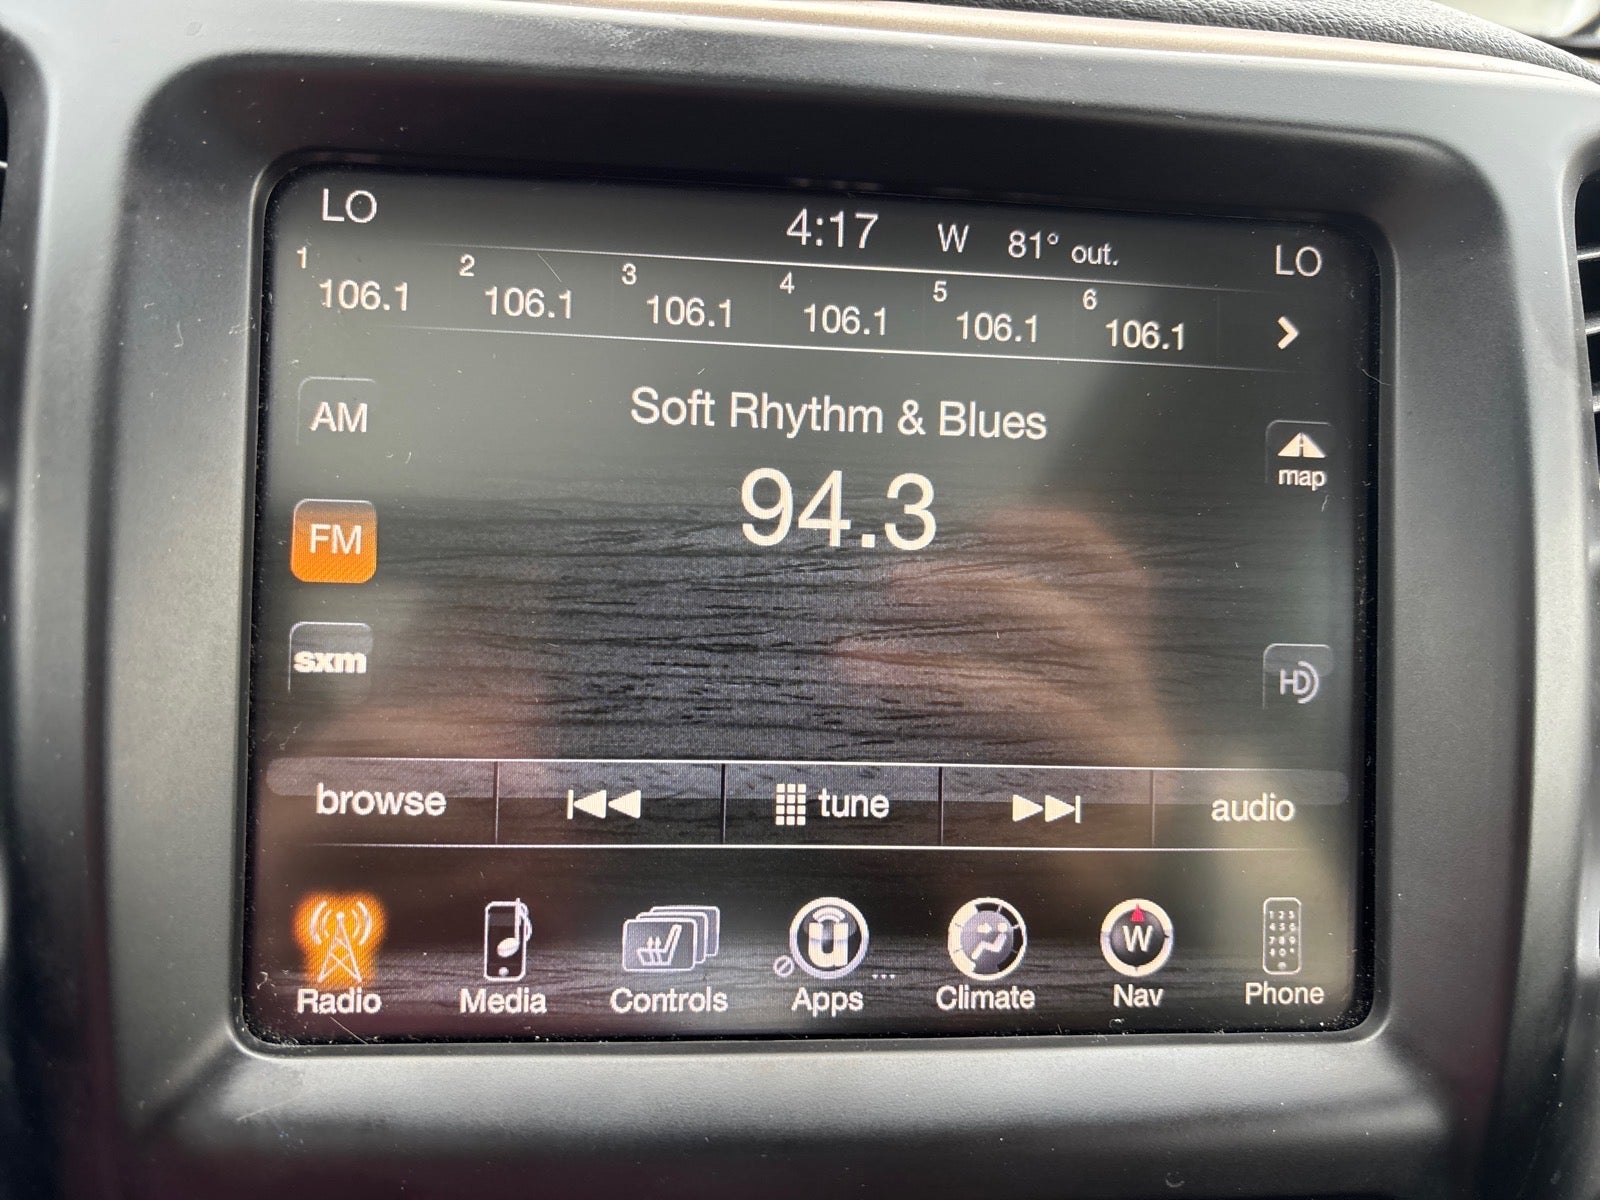 LO 4:17 W 81° out. LO
1 106.1 2 106.1 3 106.1 4 106.1 5 106.1 6 106.1
AM
Soft Rhythm & Blues
map
94.3
FM
sxm
HD
browse tune audio
W
Radio Media Controls Apps Climate Nav Phone